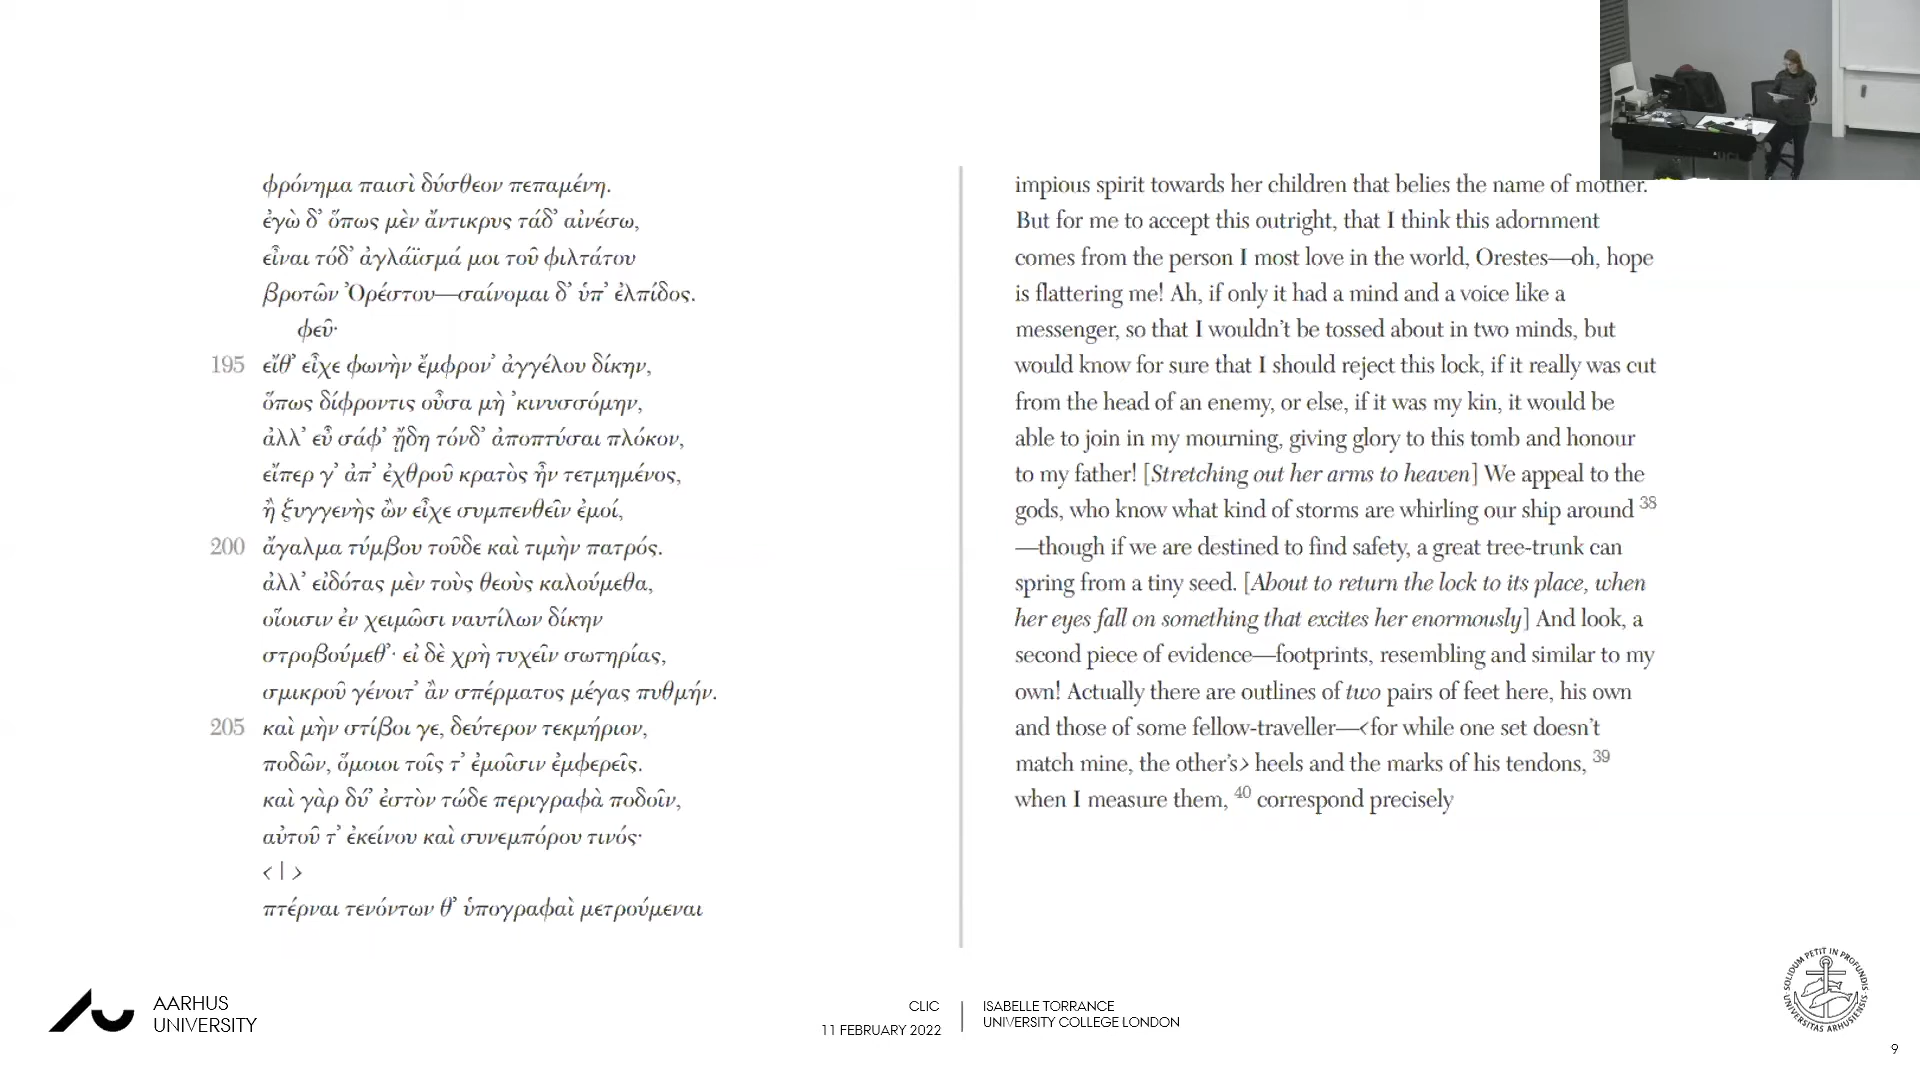 φρόνημα παισὶ δύσθεον πεπαμένη.
ἐγὼ δ’ ὅπως μὲν ἄντικρυς τάδ’ αἰνέσω,
εἶναι τόδ’ ἀγλάϊσμά μοι τοῦ φιλτάτου
βροτῶν Ὀρέστου—σαίνομαι δ’ ὑπ’ ἐλπίδος.
φεῦ·
195 εἴθ’ εἶχε φωνὴν ἔμφρον’ ἀγγέλου δίκην,
ὅπως δίφροντις οὖσα μὴ ’κινυσσόμην,
ἀλλ’ εὖ σάφ’ ᾔδη τόνδ’ ἀποπτύσαι πλόκον,
εἴπερ γ’ ἀπ’ ἐχθροῦ κρατὸς ἦν τετμημένος,
ἢ ξυγγενὴς ὢν εἶχε συμπενθεῖν ἐμοί,
200 ἄγαλμα τύμβου τοῦδε καὶ τιμὴν πατρός.
ἀλλ’ εἰδότας μὲν τοὺς θεοὺς καλούμεθα,
οἵοισιν ἐν χειμῶσι ναυτίλων δίκην
στροβούμεθ’· εἰ δὲ χρὴ τυχεῖν σωτηρίας,
σμικροῦ γένοιτ’ ἂν σπέρματος μέγας πυθμήν.
205 καὶ μὴν στίβοι γε, δεύτερον τεκμήριον,
ποδῶν, ὅμοιοι τοῖς τ’ ἐμοῖσιν ἐμφερεῖς.
καὶ γὰρ δύ’ ἐστὸν τώδε περιγραφὰ ποδοῖν,
αὐτοῦ τ’ ἐκείνου καὶ συνεμπόρου τινός·
< | >
πτέρναι τενόντων θ’ ὑπογραφαὶ μετρούμεναι
impious spirit towards her children that belies the name of mother.
But for me to accept this outright, that I think this adornment
comes from the person I most love in the world, Orestes—oh, hope
is flattering me! Ah, if only it had a mind and a voice like a
messenger, so that I wouldn’t be tossed about in two minds, but
would know for sure that I should reject this lock, if it really was cut
from the head of an enemy, or else, if it was my kin, it would be
able to join in my mourning, giving glory to this tomb and honour
to my father! [Stretching out her arms to heaven] We appeal to the
gods, who know what kind of storms are whirling our ship around 38
—though if we are destined to find safety, a great tree-trunk can
spring from a tiny seed. [About to return the lock to its place, when
her eyes fall on something that excites her enormously] And look, a
second piece of evidence—footprints, resembling and similar to my
own! Actually there are outlines of two pairs of feet here, his own
and those of some fellow-traveller—<for while one set doesn’t
match mine, the other’s> heels and the marks of his tendons, 39
when I measure them, 40 correspond precisely
AARHUS
UNIVERSITY
CLIC
11 FEBRUARY 2022
ISABELLE TORRANCE
UNIVERSITY COLLEGE LONDON
SOLIDUM PETIT IN PROFUNDIS
UNIVERSITAS ARHUSIENSIS
9